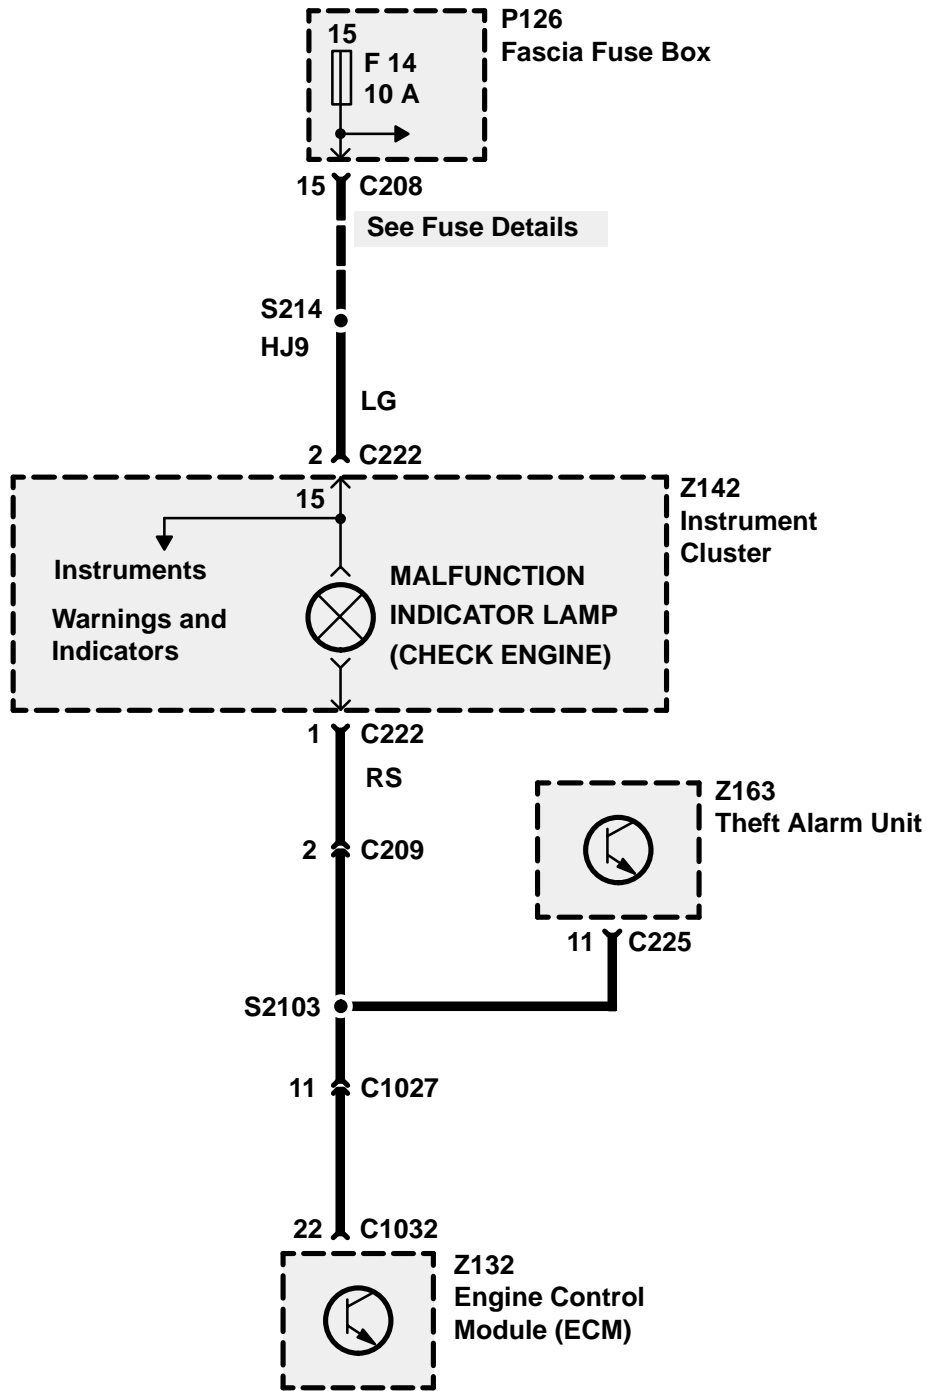 P126
Fascia Fuse Box
15
F 14
10 A
15 C208
See Fuse Details
S214
HJ9
LG
2 C222
Z142
Instrument
Cluster
15
Instruments
Warnings and
Indicators
MALFUNCTION
INDICATOR LAMP
(CHECK ENGINE)
1 C222
RS
Z163
Theft Alarm Unit
2 C209
11 C225
S2103
11 C1027
22 C1032
Z132
Engine Control
Module (ECM)